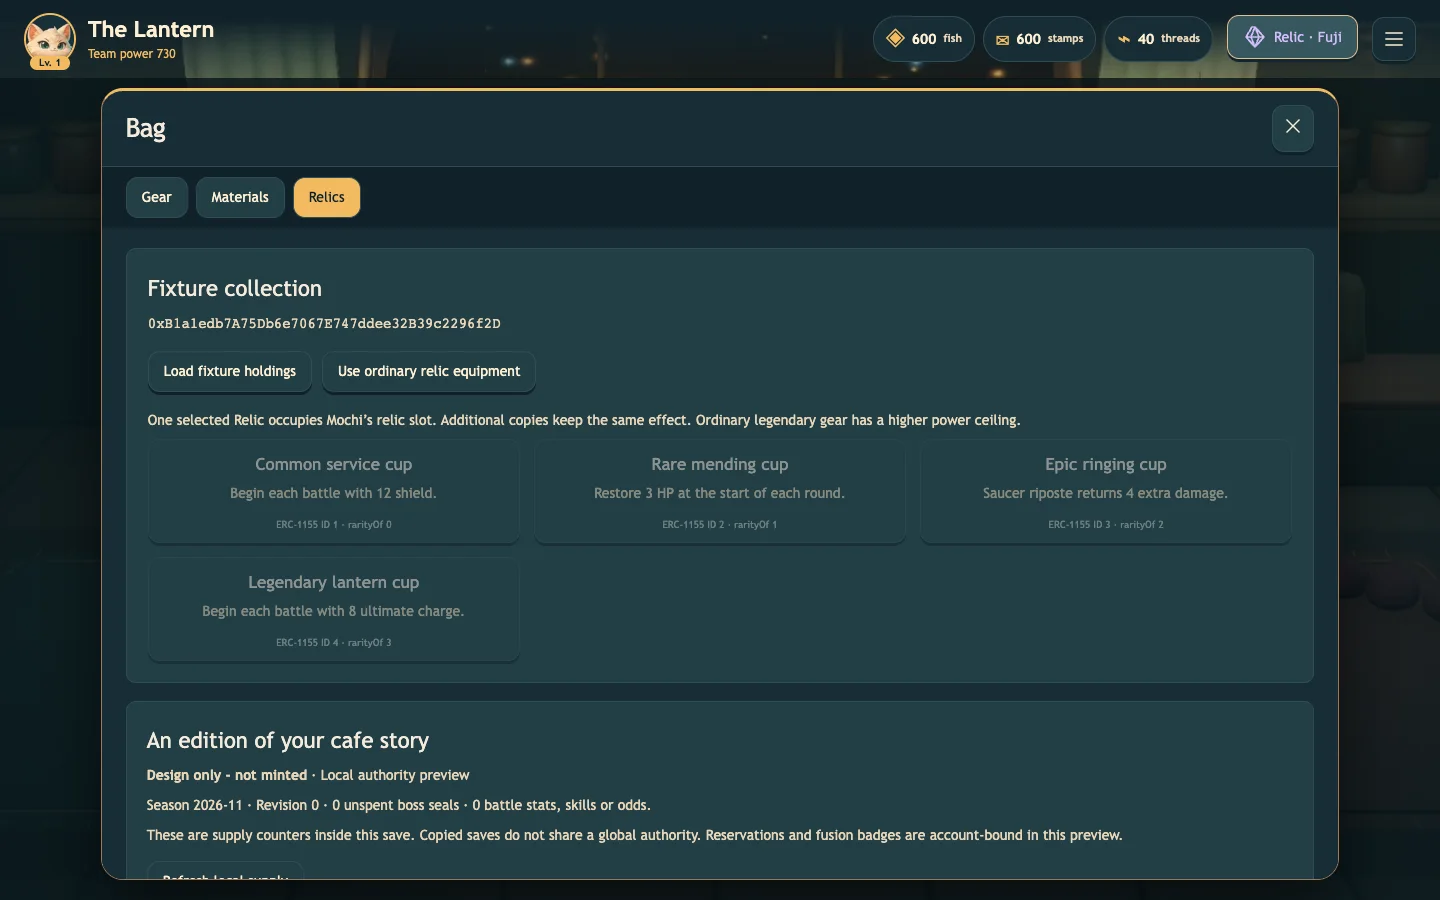 The Lantern
Team power 730
Lv. 1
600 fish
600 stamps
40 threads
Relic · Fuji
Bag
Gear
Materials
Relics
Fixture collection
0xB1a1edb7A75Db6e7067E747ddee32B39c2296f2D
Load fixture holdings
Use ordinary relic equipment
One selected Relic occupies Mochi's relic slot. Additional copies keep the same effect. Ordinary legendary gear has a higher power ceiling.
Common service cup
Begin each battle with 12 shield.
ERC-1155 ID 1 · rarityOf 0
Rare mending cup
Restore 3 HP at the start of each round.
ERC-1155 ID 2 · rarityOf 1
Epic ringing cup
Saucer riposte returns 4 extra damage.
ERC-1155 ID 3 · rarityOf 2
Legendary lantern cup
Begin each battle with 8 ultimate charge.
ERC-1155 ID 4 · rarityOf 3
An edition of your cafe story
Design only - not minted · Local authority preview
Season 2026-11 · Revision 0 · 0 unspent boss seals · 0 battle stats, skills or odds.
These are supply counters inside this save. Copied saves do not share a global authority. Reservations and fusion badges are account-bound in this preview.
Refresh local supply